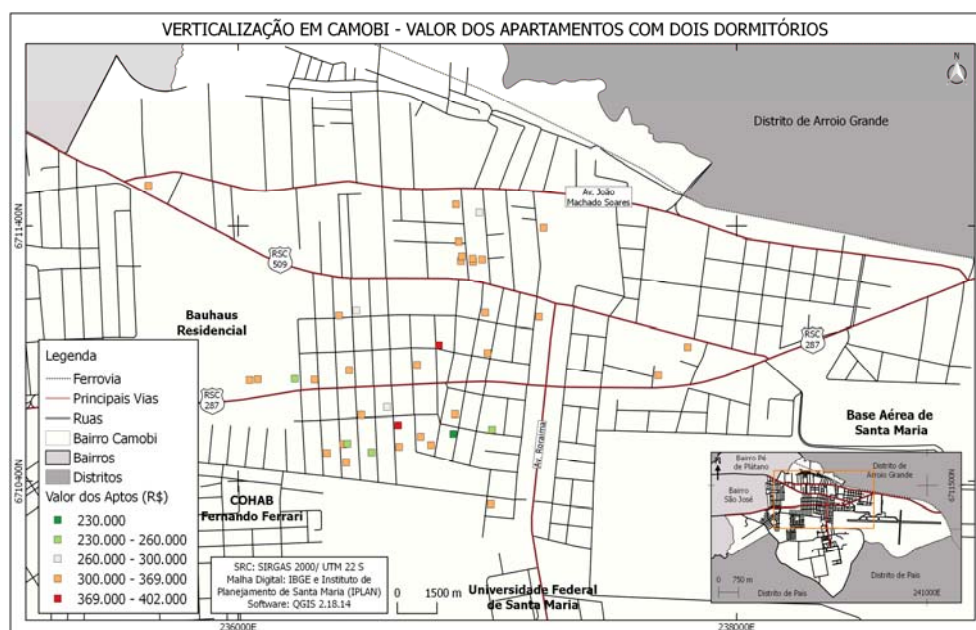 VERTICALIZAÇÃO EM CAMOBI - VALOR DOS APARTAMENTOS COM DOIS DORMITÓRIOS
N
Distrito de Arroio Grande
Av. João
Machado Soares
6711400N
RSC
509
Bauhaus
Residencial
RSC
287
Legenda
Ferrovia
Principais Vias
Ruas
Bairro Camobi
Bairros
Distritos
Valor dos Aptos (R$)
230.000
230.000 - 260.000
260.000 - 300.000
300.000 - 369.000
369.000 - 402.000
RSC
287
Av. Roraima
Base Aérea de
Santa Maria
6710400N
COHAB
Fernando Ferrari
SRC: SIRGAS 2000/ UTM 22 S
Malha Digital: IBGE e Instituto de
Planejamento de Santa Maria (IPLAN)
Software: QGIS 2.18.14
0 1500 m
Universidade Federal
de Santa Maria
Bairro Pé
de Plátano
Distrito de
Arroio Grande
Bairro
São José
6711500N
0 750 m
Distrito de Pais
Distrito de Pais
241000E
236000E
238000E